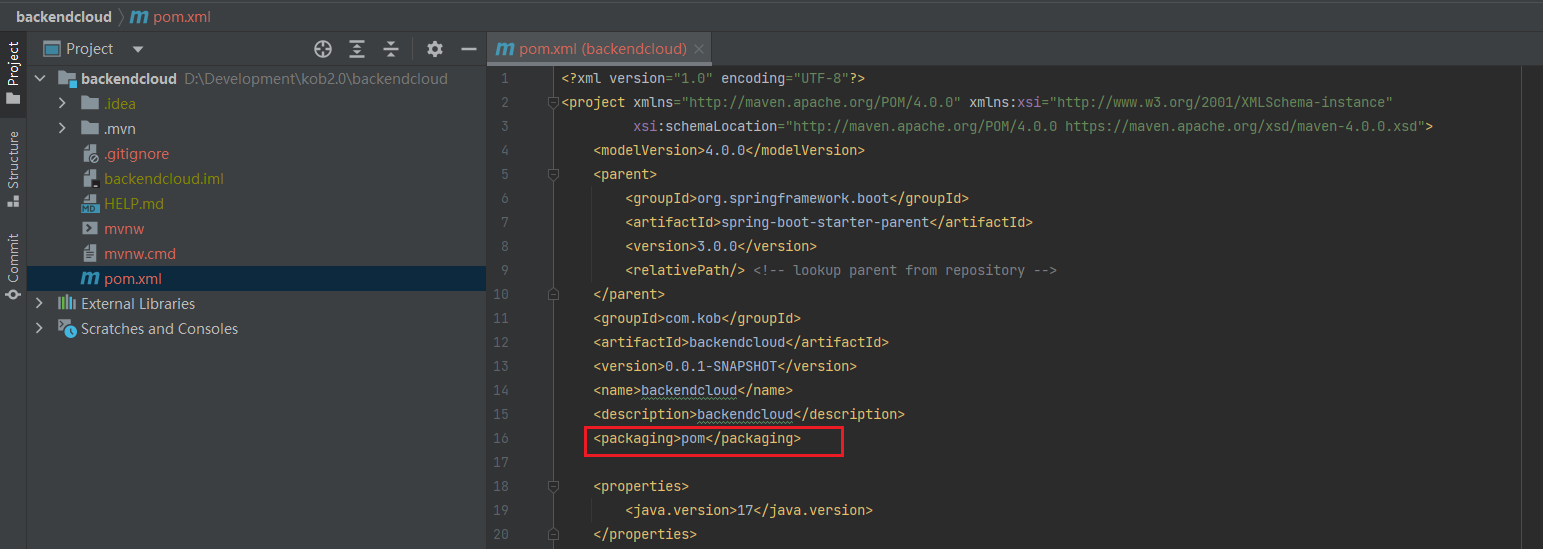 backendcloud pom.xml
Project
pom.xml (backendcloud)
Project
Structure
Commit
backendcloud D:\Development\kob2.0\backendcloud
.idea
.mvn
.gitignore
backendcloud.iml
MD HELP.md
mvnw
mvnw.cmd
pom.xml
External Libraries
Scratches and Consoles
1 <?xml version="1.0" encoding="UTF-8"?>
2 <project xmlns="http://maven.apache.org/POM/4.0.0" xmlns:xsi="http://www.w3.org/2001/XMLSchema-instance"
3 xsi:schemaLocation="http://maven.apache.org/POM/4.0.0 https://maven.apache.org/xsd/maven-4.0.0.xsd">
4 <modelVersion>4.0.0</modelVersion>
5 <parent>
6 <groupId>org.springframework.boot</groupId>
7 <artifactId>spring-boot-starter-parent</artifactId>
8 <version>3.0.0</version>
9 <relativePath/> <!-- lookup parent from repository -->
10 </parent>
11 <groupId>com.kob</groupId>
12 <artifactId>backendcloud</artifactId>
13 <version>0.0.1-SNAPSHOT</version>
14 <name>backendcloud</name>
15 <description>backendcloud</description>
16 <packaging>pom</packaging>
17
18 <properties>
19 <java.version>17</java.version>
20 </properties>